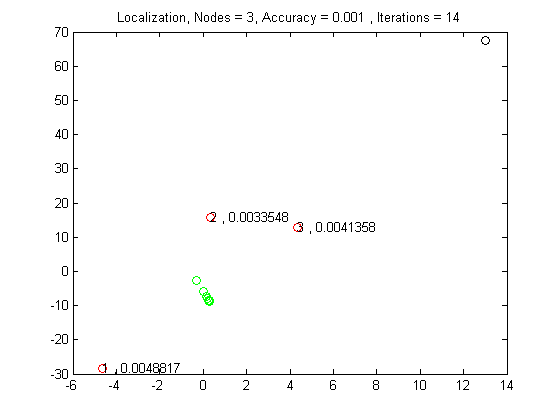 Localization, Nodes = 3, Accuracy = 0.001 , Iterations = 14
70
60
50
40
30
20
2 , 0.0033548
3 , 0.0041358
10
0
-10
-20
1 , 0.0048817
-30
-6 -4 -2 0 2 4 6 8 10 12 14